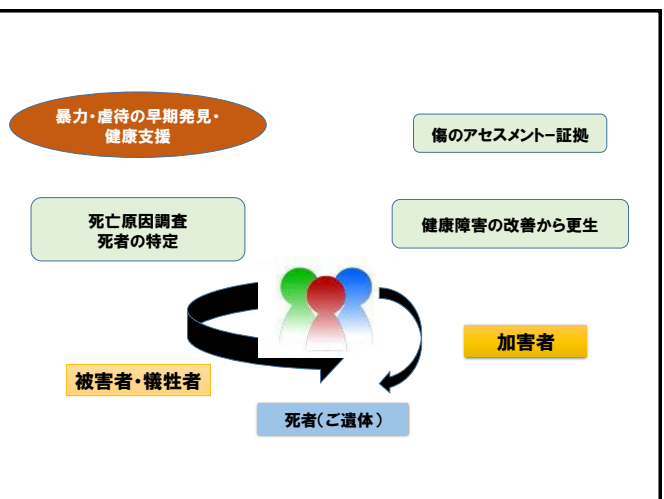 暴力・虐待の早期発見・
健康支援
傷のアセスメントー証拠
死亡原因調査
死者の特定
健康障害の改善から更生
加害者
被害者・犠牲者
死者(ご遺体)